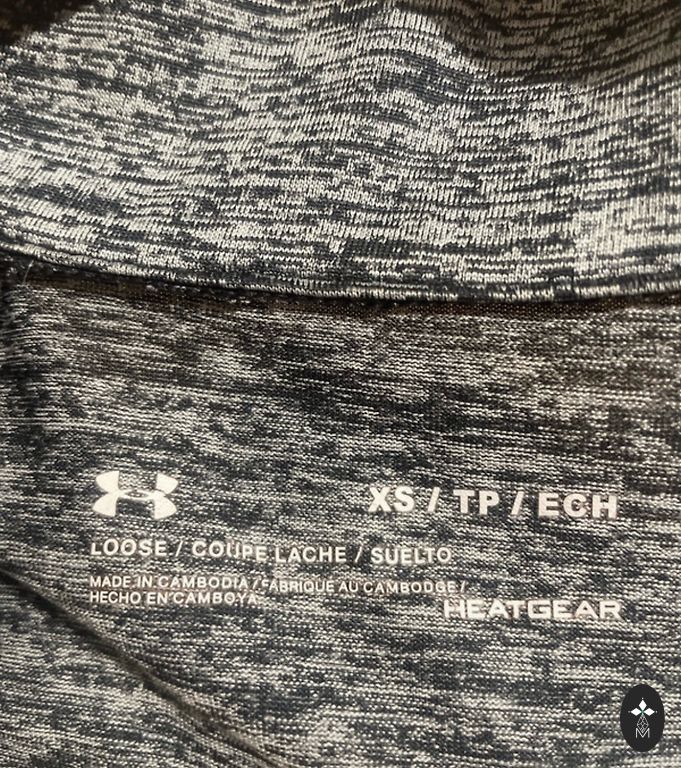 XS / TP / ECH
LOOSE / COUPE LACHE / SUELTO
MADE IN CAMBODIA / FABRIQUE AU CAMBODGE /
HECHO EN CAMBOYA
HEATGEAR
M